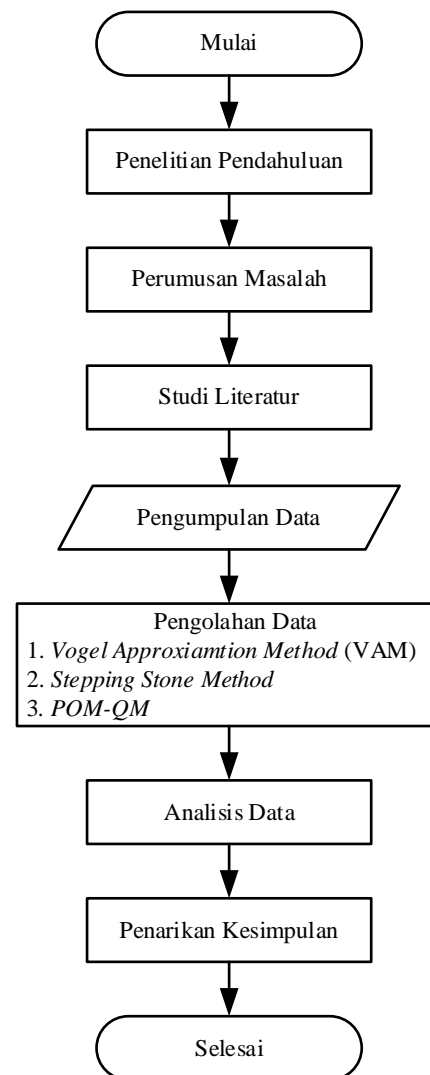 Mulai
Penelitian Pendahuluan
Perumusan Masalah
Studi Literatur
Pengumpulan Data
Pengolahan Data
1. Vogel Approxiamtion Method (VAM)
2. Stepping Stone Method
3. POM-QM
Analisis Data
Penarikan Kesimpulan
Selesai